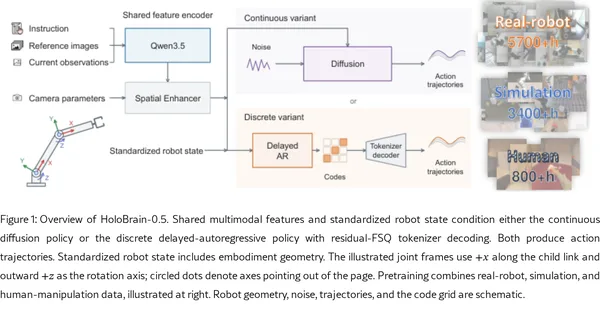 Shared feature encoder
Continuous variant
Instruction
Reference images
Current observations
Qwen3.5
Noise
Diffusion
Action
trajectories
Camera parameters
Spatial Enhancer
or
Discrete variant
Standardized robot state
Delayed
AR
Codes
Tokenizer
decoder
Action
trajectories
Y
X
Z
Y
X
Z
Real-robot
5700+h
Simulation
3400+h
Human
800+h
Figure 1: Overview of HoloBrain-0.5. Shared multimodal features and standardized robot state condition either the continuous
diffusion policy or the discrete delayed-autoregressive policy with residual-FSQ tokenizer decoding. Both produce action
trajectories. Standardized robot state includes embodiment geometry. The illustrated joint frames use +x along the child link and
outward +z as the rotation axis; circled dots denote axes pointing out of the page. Pretraining combines real-robot, simulation, and
human-manipulation data, illustrated at right. Robot geometry, noise, trajectories, and the code grid are schematic.